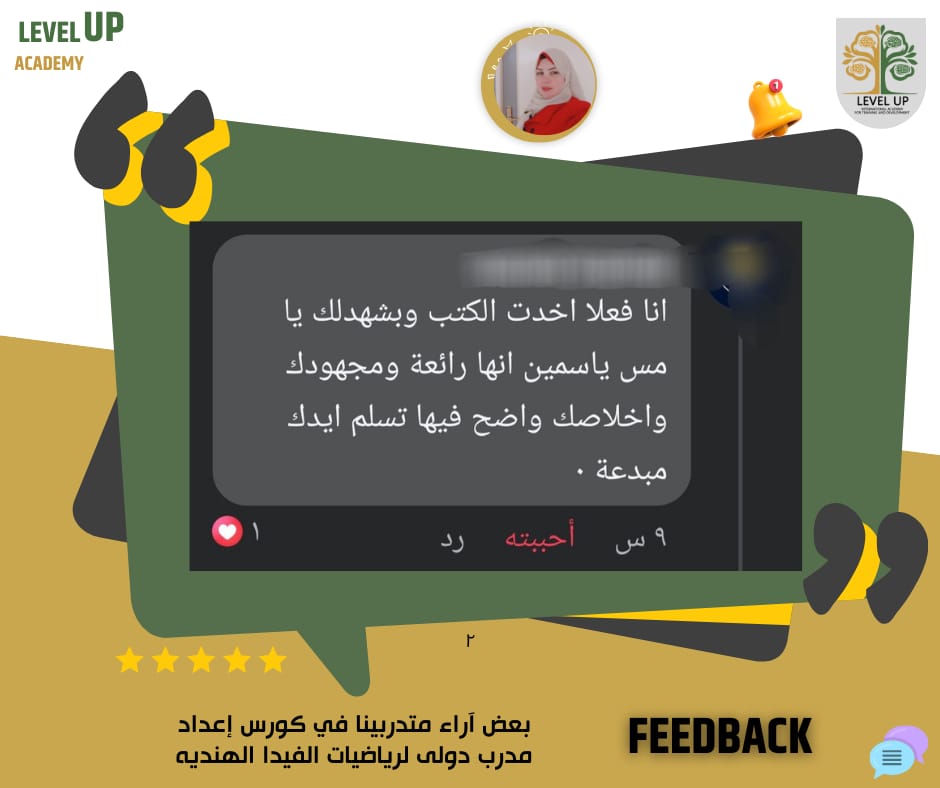 LEVEL UP
ACADEMY
1
LEVEL UP
INTERNATIONAL ACADEMY
FOR TRAINING AND DEVELOPMENT
انا فعلا اخدت الكتب وبشهدلك يا
مس ياسمين انها رائعة ومجهودك
واخلاصك واضح فيها تسلم ايدك
مبدعة ٠
٩ س أحببته رد ١
٢
بعض آراء متدربينا في كورس إعداد
مدرب دولى لرياضيات الفيدا الهنديه
FEEDBACK